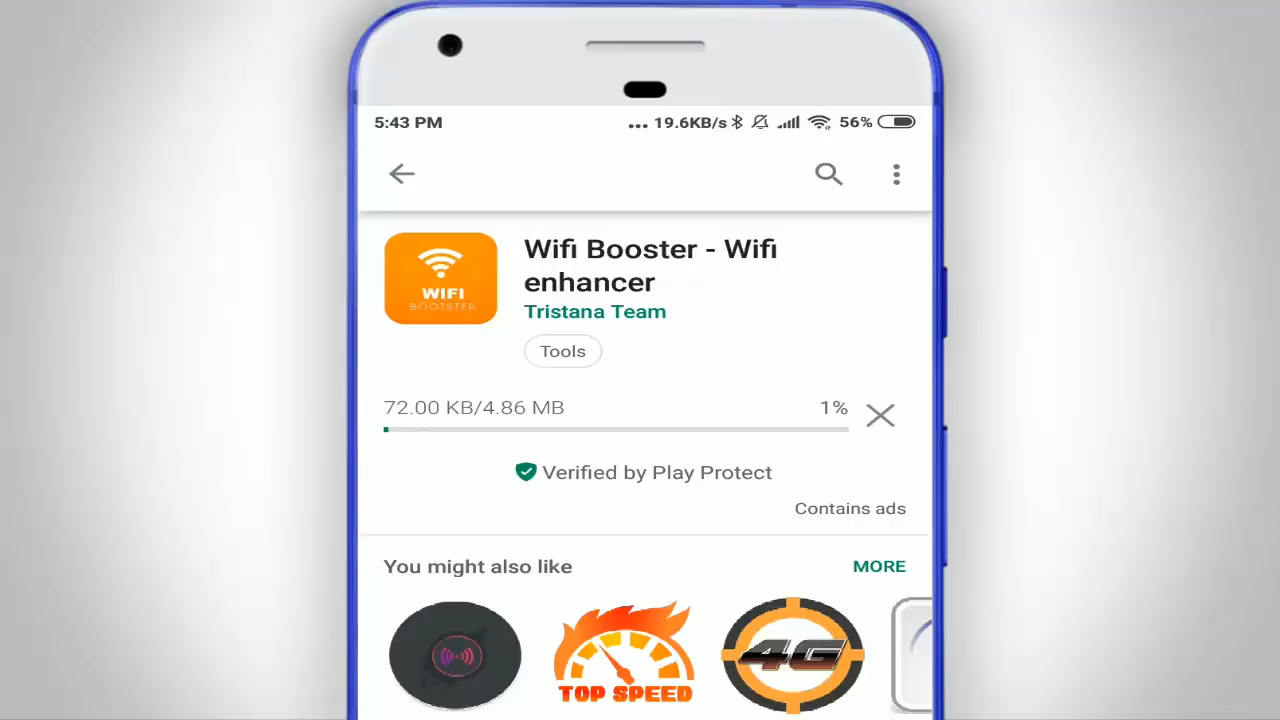 5:43 PM
... 19.6KB/s 56%
Wifi Booster - Wifi
enhancer
Tristana Team
Tools
72.00 KB/4.86 MB 1%
Verified by Play Protect
Contains ads
You might also like MORE
WIFI
BOOTSTER
TOP SPEED
4G